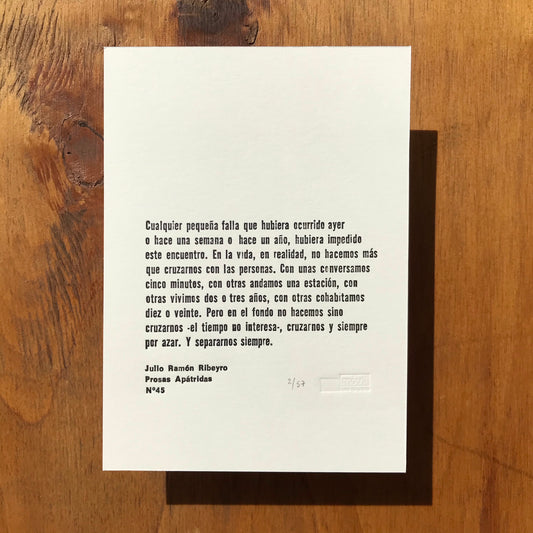 Cualquier pequeña falla que hubiera ocurrido ayer
o hace una semana o hace un año, hubiera impedido
este encuentro. En la vida, en realidad, no hacemos más
que cruzarnos con las personas. Con unas conversamos
cinco minutos, con otras andamos una estación, con
otras vivimos dos o tres años, con otras cohabitamos
diez o veinte. Pero en el fondo no hacemos sino
cruzarnos -el tiempo no interesa-, cruzarnos y siempre
por azar. Y separarnos siempre.
Julio Ramón Ribeyro
Prosas Apátridas
Nº45
2/57